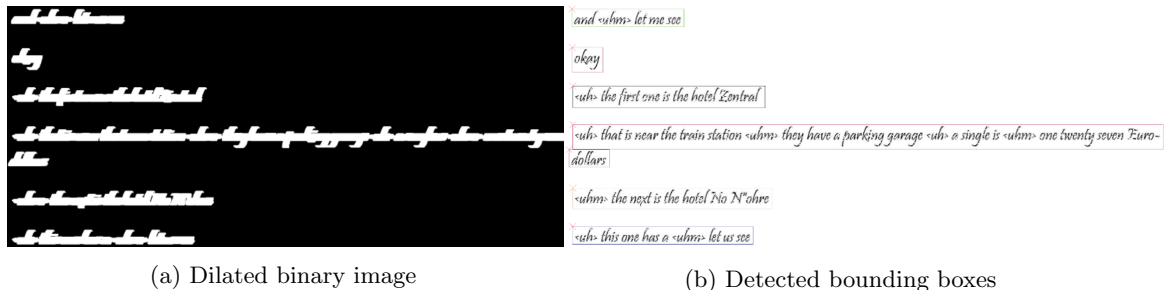 and <uhm> let me see
okay
<uh> the first one is the hotel Zentral
<uh> that is near the train station <uhm> they have a parking garage <uh> a single is <uhm> one twenty seven Euro-
dollars
<uhm> the next is the hotel No N"ohre
<uh> this one has a <uhm> let us see
(a) Dilated binary image
(b) Detected bounding boxes